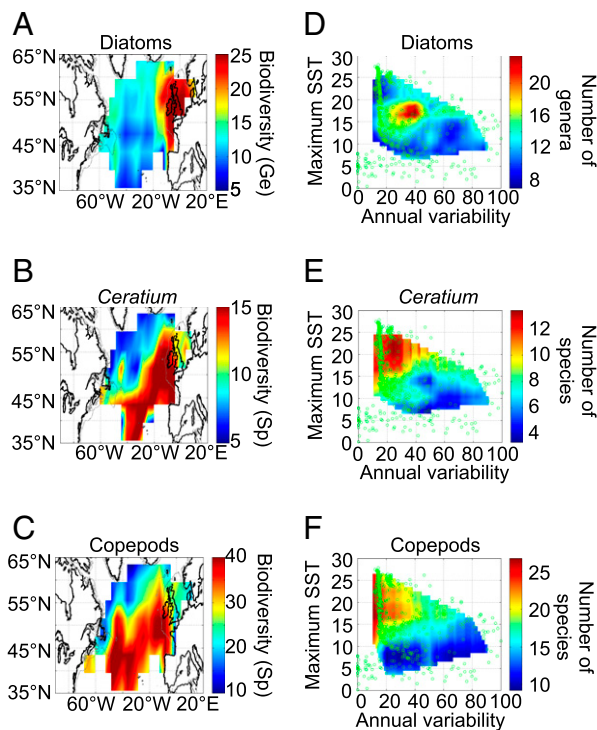 A
Diatoms
65°N
55°N
45°N
35°N
60°W 20°W 20°E
25
20
15
10
5
Biodiversity (Ge)
D
Diatoms
Maximum SST
30
25
20
15
10
5
0
0 20 40 60 80 100
Annual variability
20
16
12
8
Number of
genera
B
Ceratium
65°N
55°N
45°N
35°N
60°W 20°W 20°E
15
10
5
Biodiversity (Sp)
E
Ceratium
Maximum SST
30
25
20
15
10
5
0
0 20 40 60 80 100
Annual variability
12
10
8
6
4
Number of
species
C
Copepods
65°N
55°N
45°N
35°N
60°W 20°W 20°E
40
30
20
10
Biodiversity (Sp)
F
Copepods
Maximum SST
30
25
20
15
10
5
0
0 20 40 60 80 100
Annual variability
25
20
15
10
Number of
species